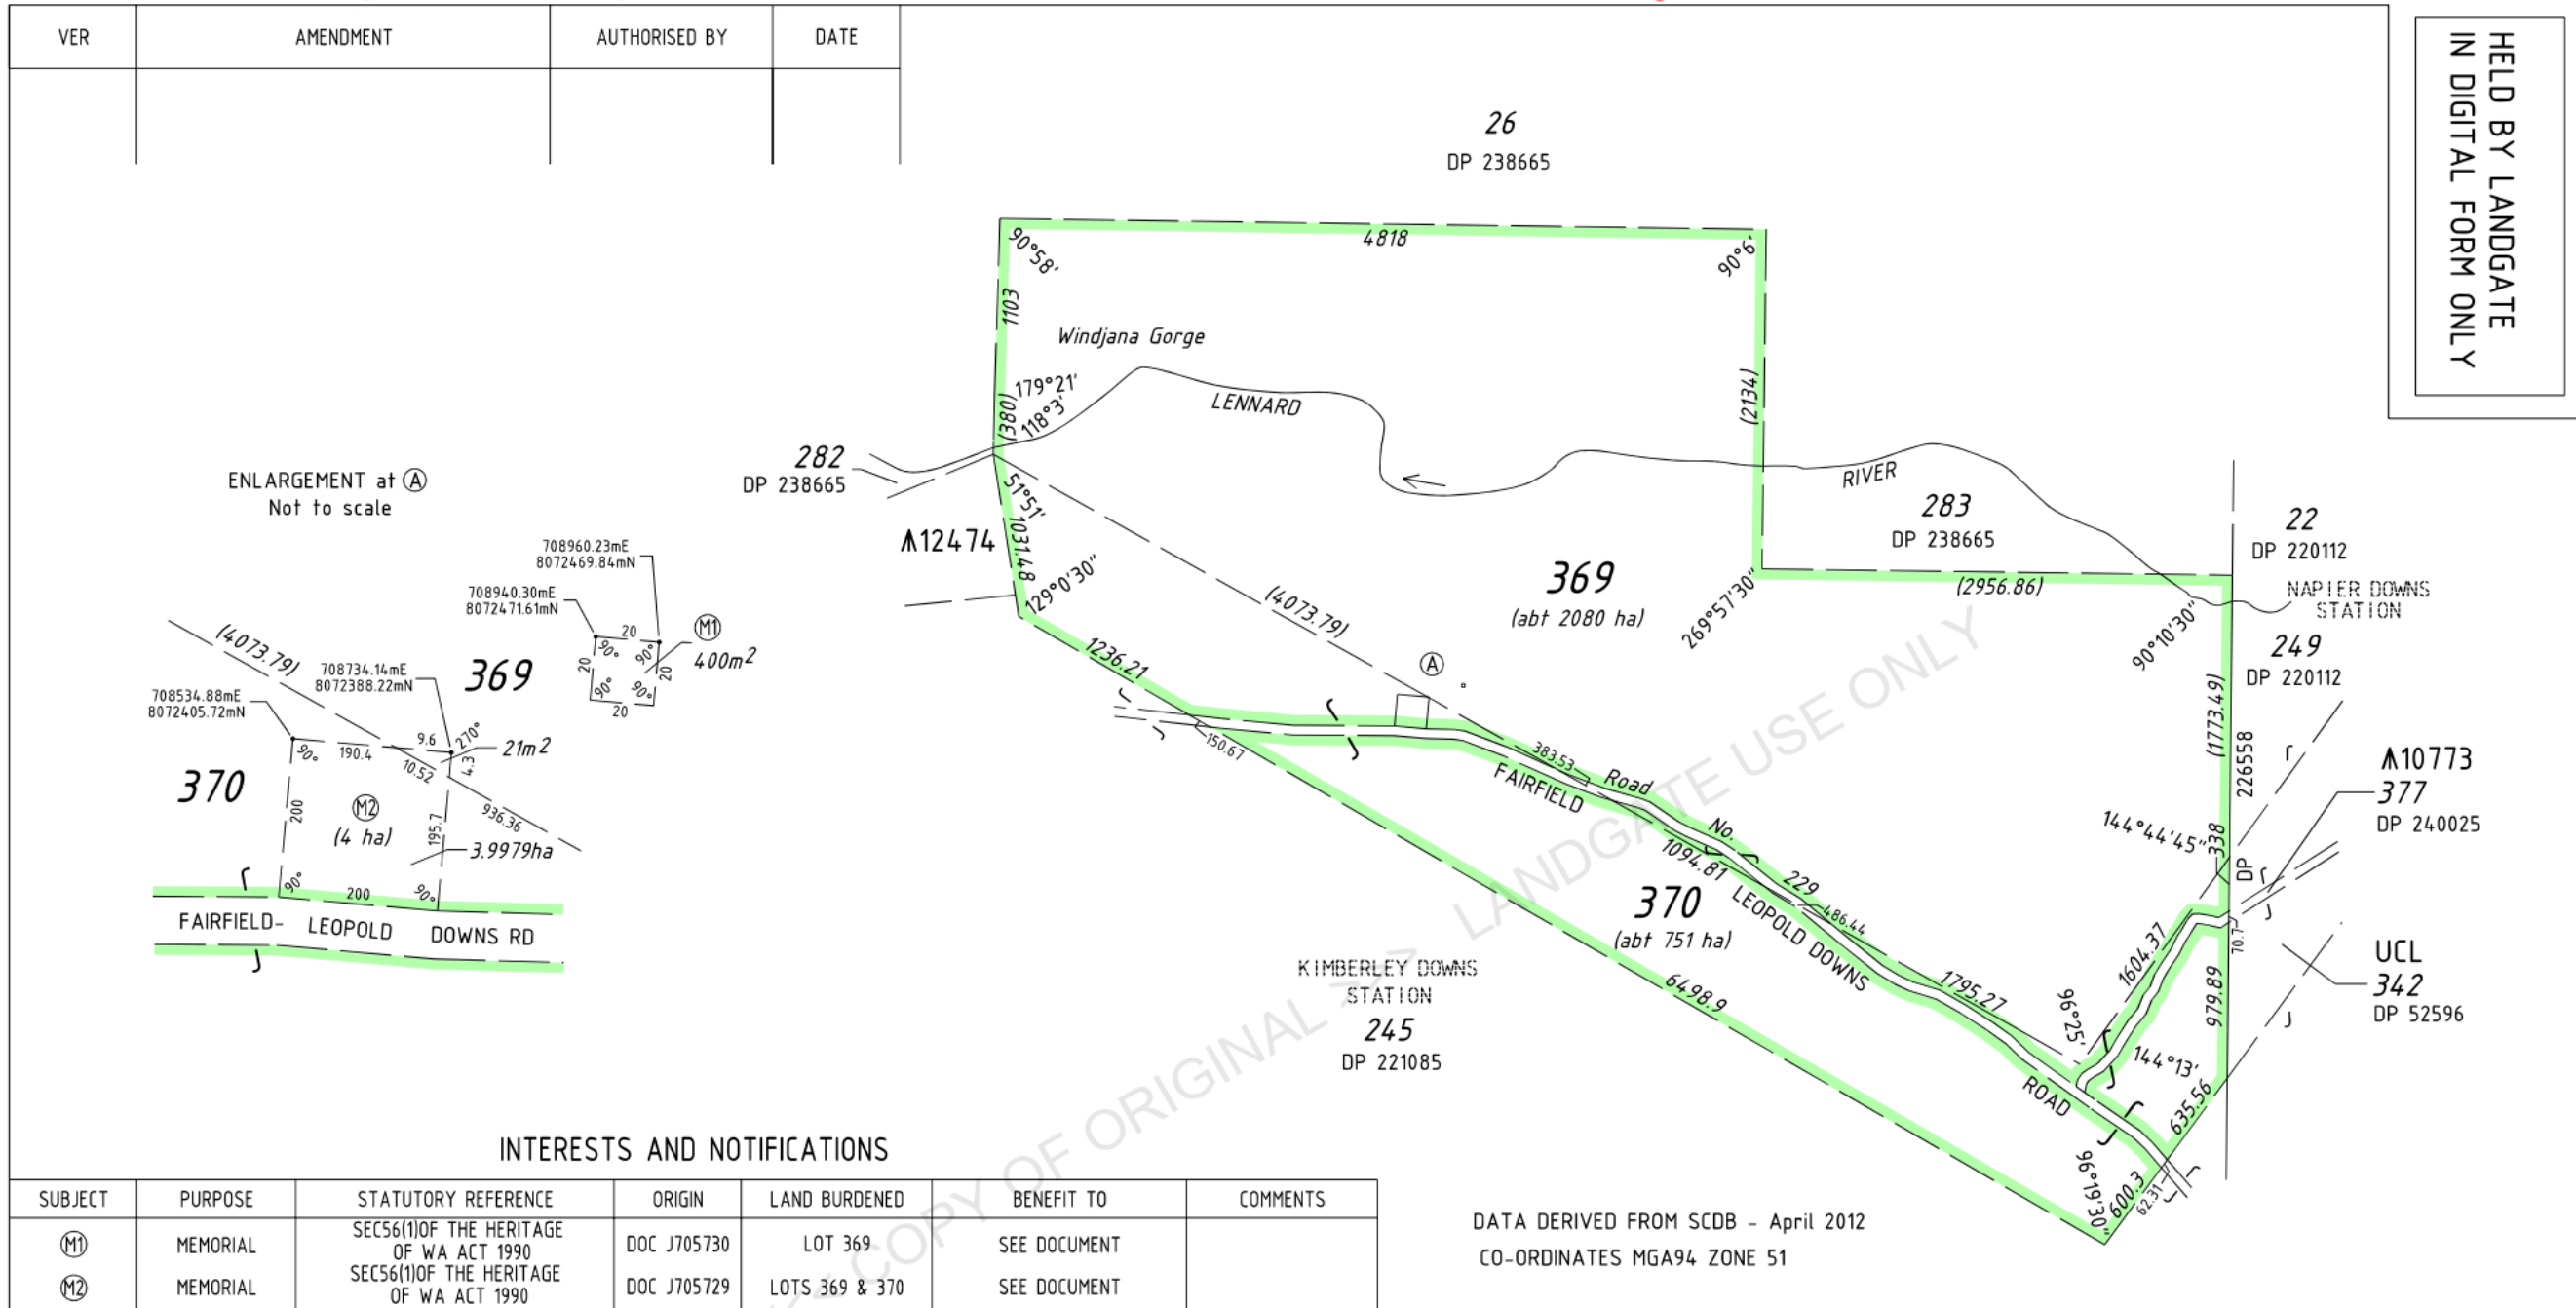 VER AMENDMENT AUTHORISED BY DATE
HELD BY LANDGATE
IN DIGITAL FORM ONLY
26
DP 238665
4818
90°58'
90°6'
1103
Windjana Gorge
179°21'
(380)
118°3'
LENNARD
(2134)
RIVER
282
DP 238665
283
DP 238665
22
DP 220112
NAPIER DOWNS
STATION
249
DP 220112
12474
51°51'
1031.48
129°0'30"
369
(abt 2080 ha)
(4073.79)
269°57'30"
(2956.86)
90°10'30"
(1773.49)
DP 226558
1236.21
A
150.67
383.53
FAIRFIELD
Road
No.
229
1094.81
486.44
LEOPOLD DOWNS
370
(abt 751 ha)
KIMBERLEY DOWNS
STATION
245
DP 221085
6498.9
1795.27
ROAD
144°44'45"
338
10773
377
DP 240025
70.7
1604.37
96°25'
979.89
144°13'
UCL
342
DP 52596
635.56
96°19'30"
600.3
62.31
ENLARGEMENT at A
Not to scale
708960.23mE
8072469.84mN
708940.30mE
8072471.61mN
20
90°
90°
M1
400m2
20
20
90°
90°
20
(4073.79)
369
708734.14mE
8072388.22mN
708534.88mE
8072405.72mN
90°
190.4
9.6
270°
21m2
10.52
4.3
370
M2
(4 ha)
200
195.7
936.36
3.9979ha
90°
200
90°
FAIRFIELD- LEOPOLD DOWNS RD
INTERESTS AND NOTIFICATIONS
SUBJECT PURPOSE STATUTORY REFERENCE ORIGIN LAND BURDENED BENEFIT TO COMMENTS
M1 MEMORIAL SEC56(1)OF THE HERITAGE
OF WA ACT 1990 DOC J705730 LOT 369 SEE DOCUMENT
M2 MEMORIAL SEC56(1)OF THE HERITAGE
OF WA ACT 1990 DOC J705729 LOTS 369 & 370 SEE DOCUMENT
DATA DERIVED FROM SCDB - April 2012
CO-ORDINATES MGA94 ZONE 51
COPY OF ORIGINAL >>> LANDGATE USE ONLY